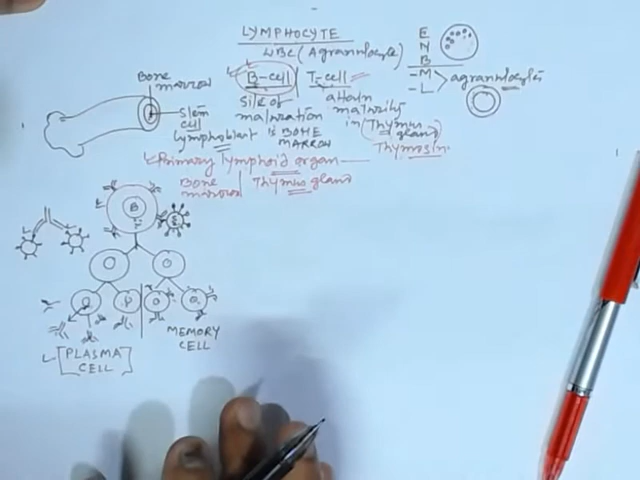 LYMPHOCYTE
WBC (Agranulocyte)
B-cell | T-cell
Site of maturation is BONE MARROW
attain maturity in (Thymus gland)
Thymosin
E
N
B
-M
-L
agranulocytes
Bone marrow
Stem cell
Lymphoblast
Primary lymphoid organ
Bone marrow | Thymus gland
B
PLASMA CELL
MEMORY CELL